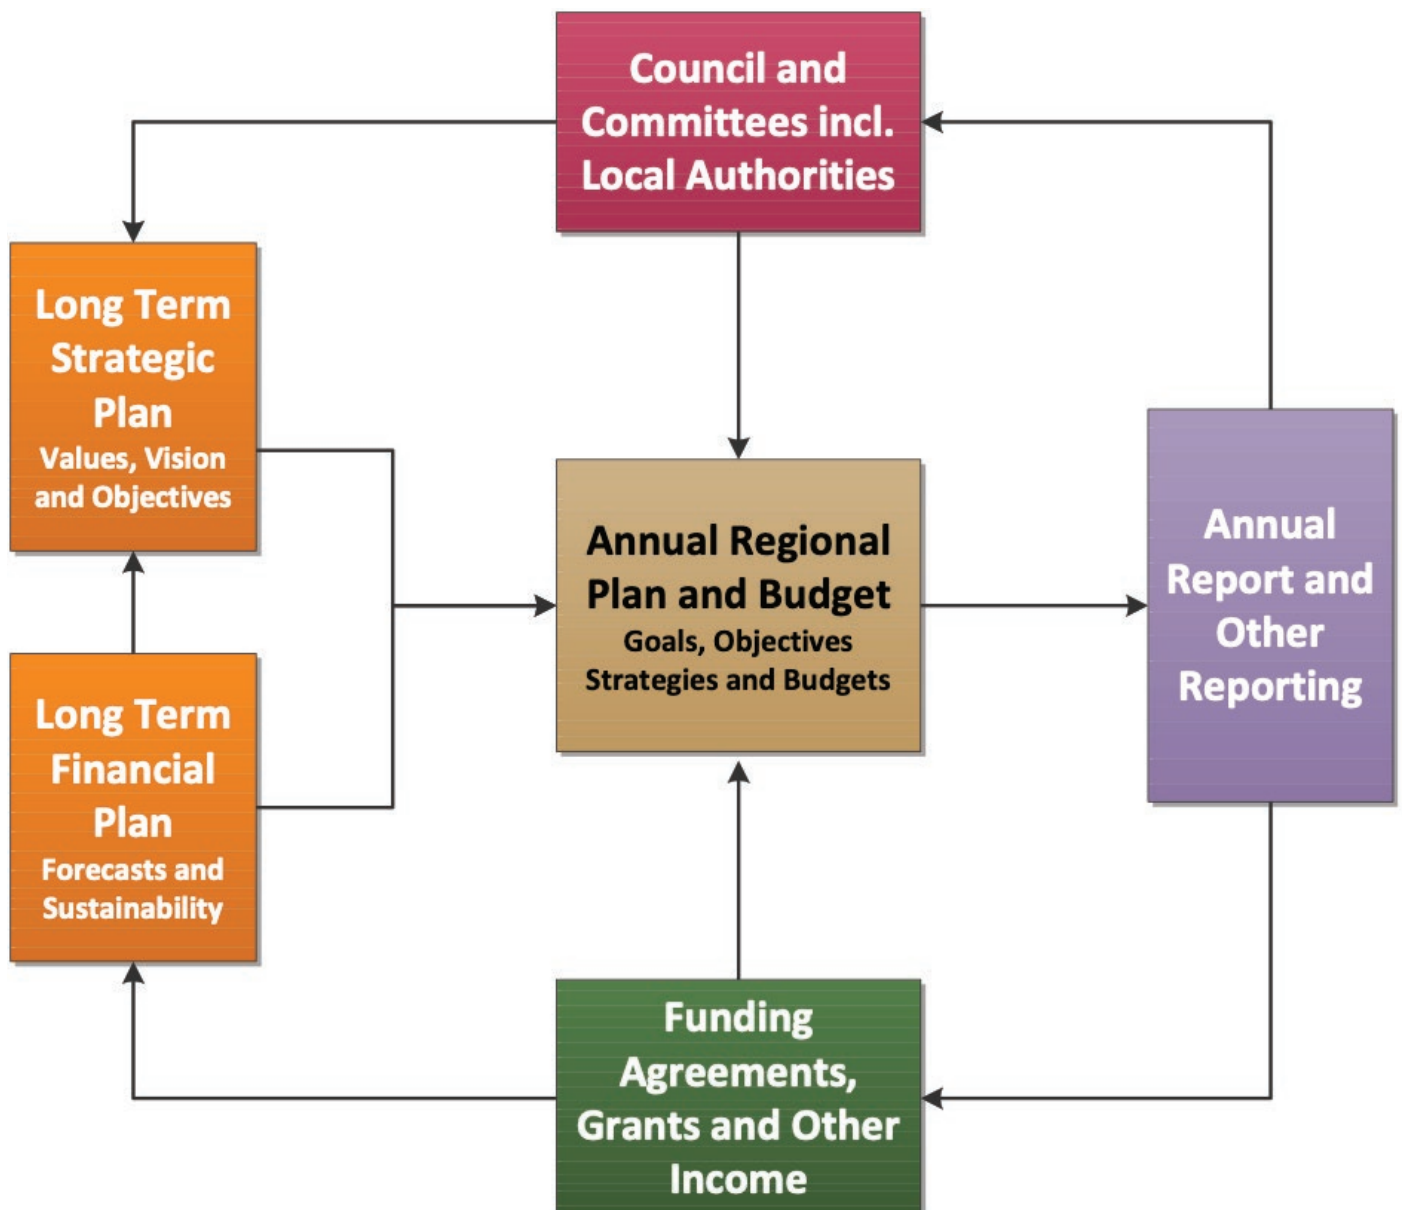 Council and
Committees incl.
Local Authorities
Long Term
Strategic
Plan
Values, Vision
and Objectives
Annual Regional
Plan and Budget
Goals, Objectives
Strategies and Budgets
Annual
Report and
Other
Reporting
Long Term
Financial
Plan
Forecasts and
Sustainability
Funding
Agreements,
Grants and Other
Income